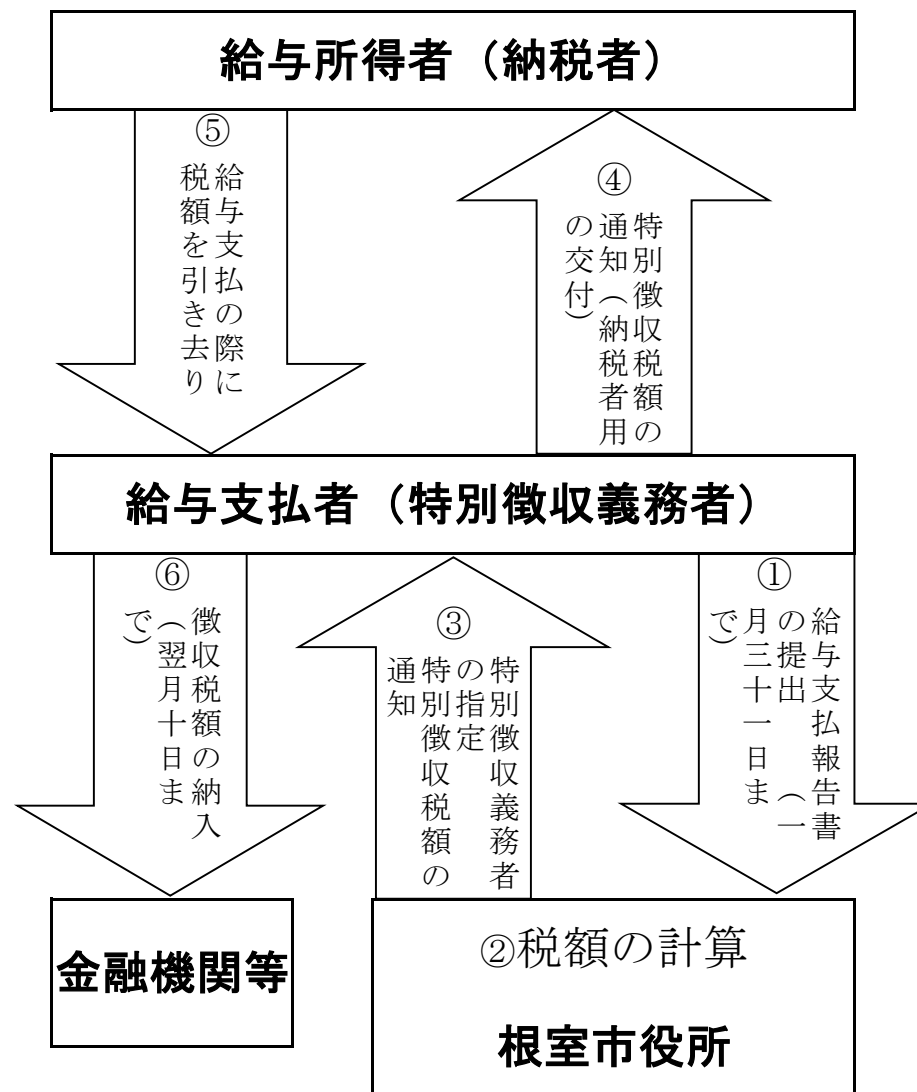 給与所得者（納税者）
⑤
給与支払の際に
税額を引き去り
④
特別徴収税額の
通知（納税者用
の交付）
給与支払者（特別徴収義務者）
⑥
徴収税額の納入
（翌月十日ま
で）
③
特別徴収義務者
の指定
特別徴収税額の
通知
①
給与支払報告書
の提出　（一
月三十一日ま
で）
金融機関等
②税額の計算
根室市役所